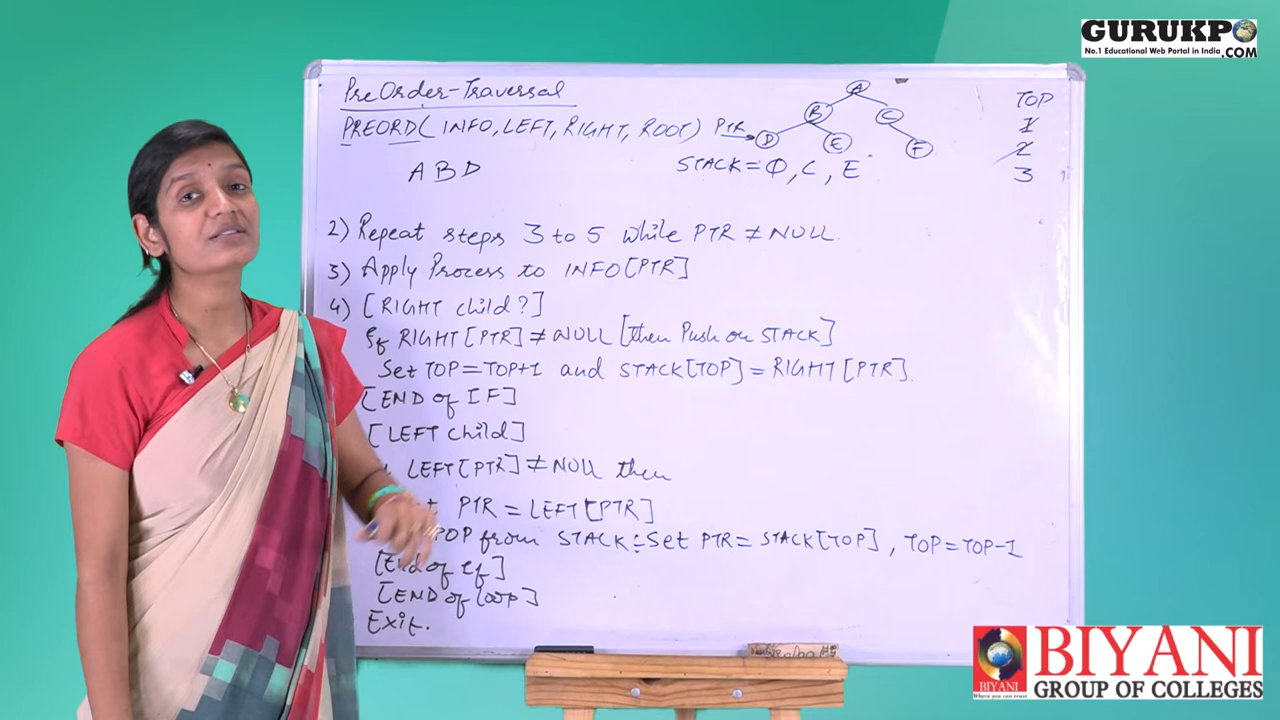 GURUKPO
No.1 Educational Web Portal in India .COM
PreOrder-Traversal
PREORD( INFO, LEFT, RIGHT, ROOT)
PTR
A
B
C
D
E
F
TOP
1
2
3
A B D
STACK = Φ, C, E
2) Repeat steps 3 to 5 while PTR ≠ NULL.
3) Apply Process to INFO[PTR]
4) [RIGHT child?]
If RIGHT[PTR] ≠ NULL [then Push on STACK]
Set TOP = TOP+1 and STACK[TOP] = RIGHT[PTR].
[END of IF]
[LEFT child]
LEFT[PTR] ≠ NULL then
PTR = LEFT[PTR]
POP from STACK: Set PTR = STACK[TOP], TOP = TOP-1
[End of If]
[END of loop]
Exit.
BIYANI
BIYANI
GROUP OF COLLEGES